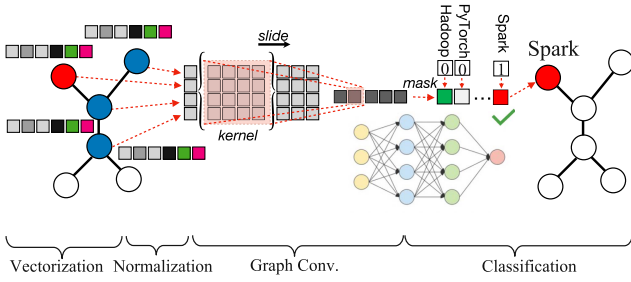 slide
kernel
mask
Hadoop
PyTorch
Spark
0
0
1
Spark
Vectorization
Normalization
Graph Conv.
Classification